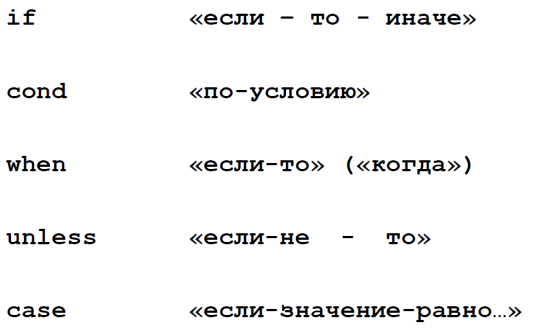 if «если – то - иначе»
cond «по-условию»
when «если-то» («когда»)
unless «если-не - то»
case «если-значение-равно…»